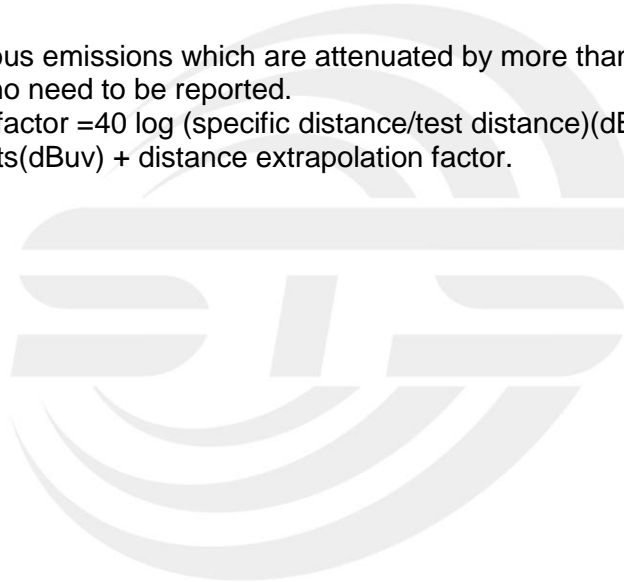 ous emissions which are attenuated by more than
no need to be reported.
factor =40 log (specific distance/test distance)(dB
ts(dBuv) + distance extrapolation factor.
STS